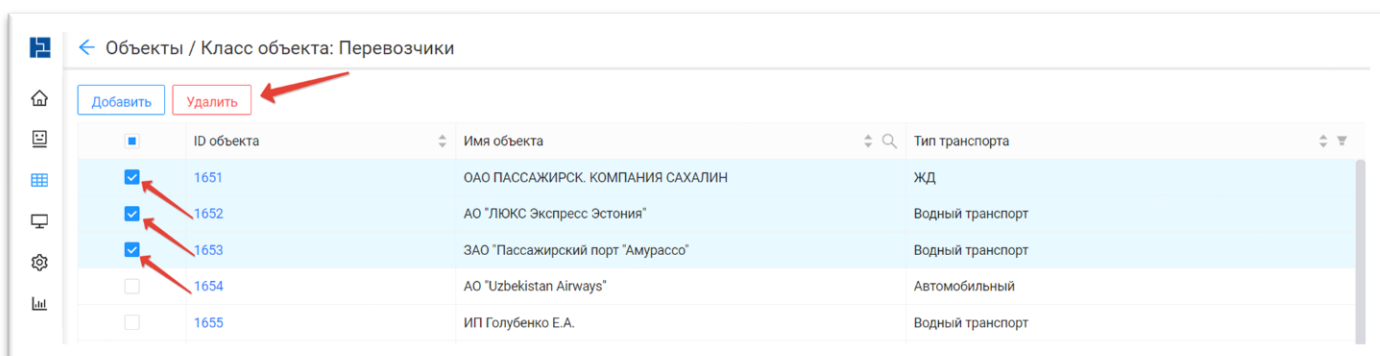 Объекты / Класс объекта: Перевозчики
Добавить Удалить
ID объекта Имя объекта Тип транспорта
1651 ОАО ПАССАЖИРСК. КОМПАНИЯ САХАЛИН ЖД
1652 АО "ЛЮКС Экспресс Эстония" Водный транспорт
1653 ЗАО "Пассажирский порт "Амурассо" Водный транспорт
1654 АО "Uzbekistan Airways" Автомобильный
1655 ИП Голубенко Е.А. Водный транспорт